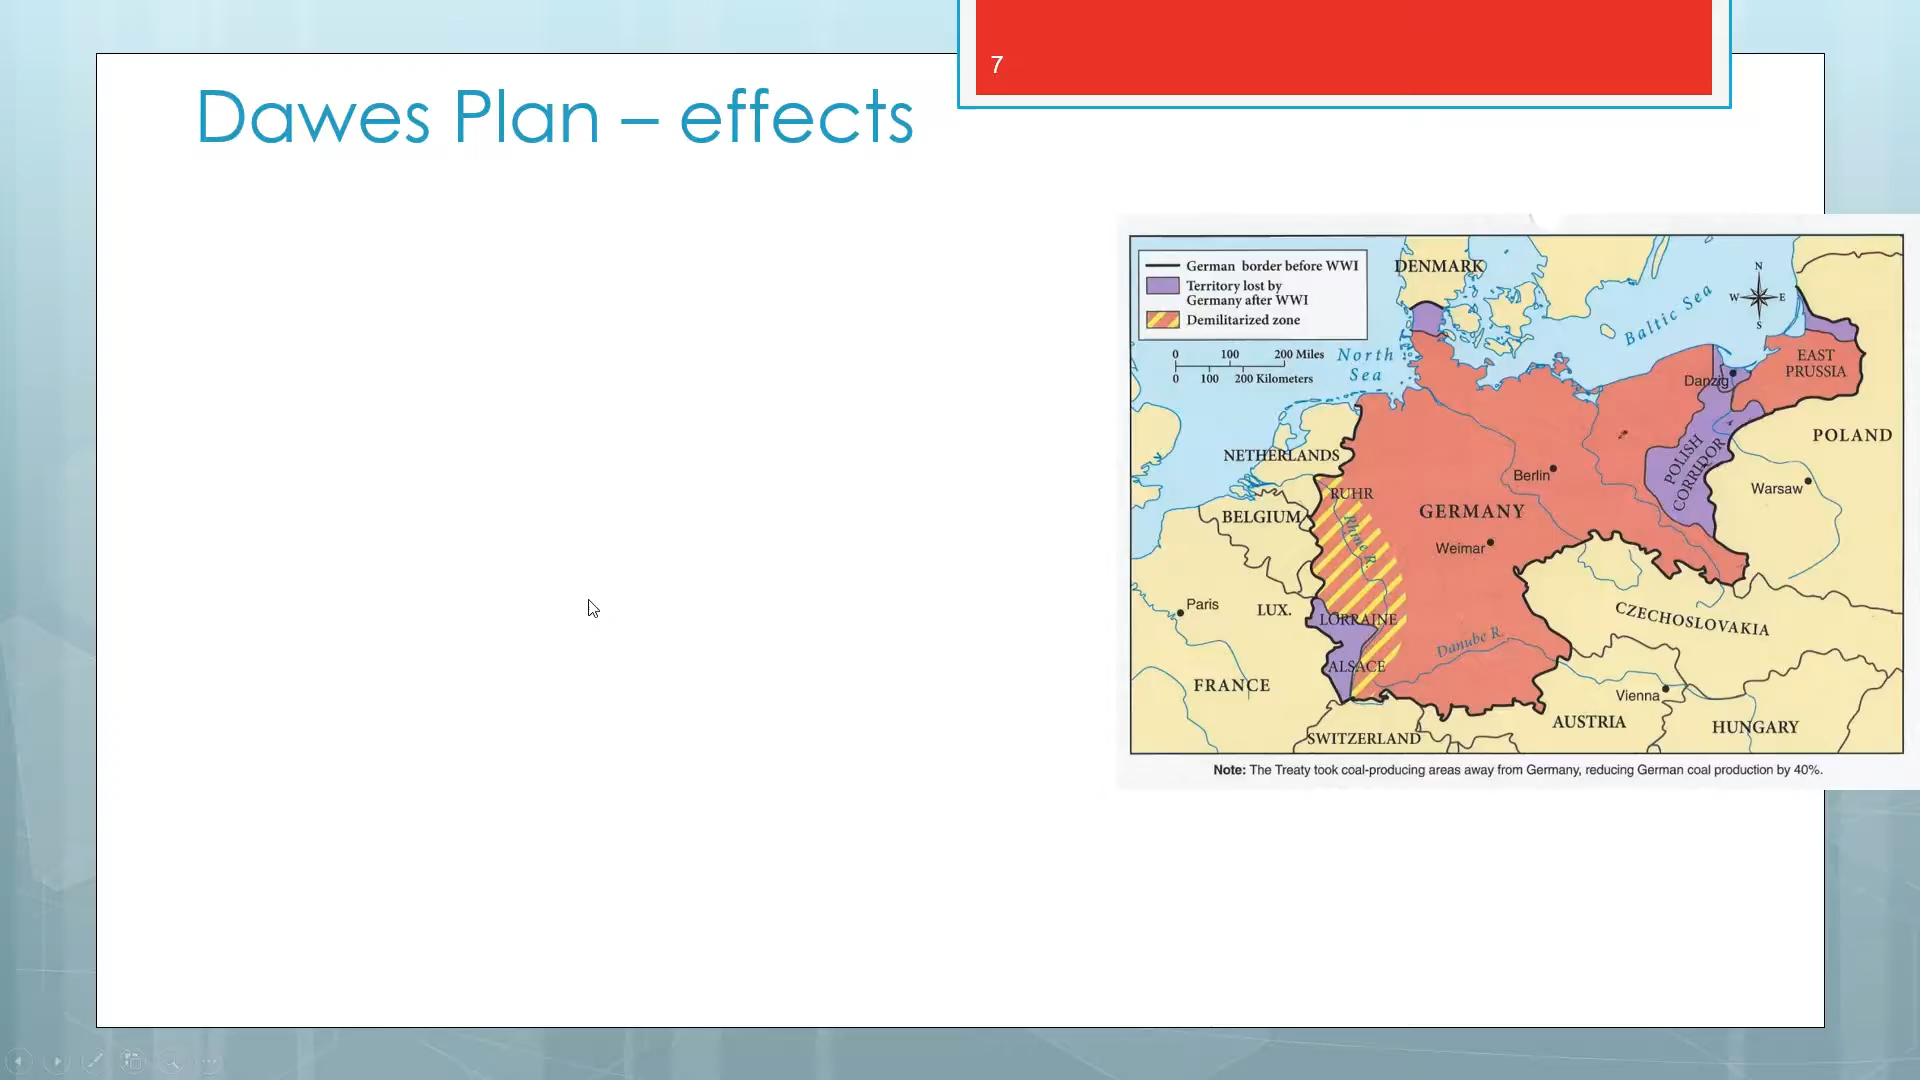 7
Dawes Plan – effects
German border before WWI
Territory lost by
Germany after WWI
Demilitarized zone
0 100 200 Miles
0 100 200 Kilometers
DENMARK
North
Sea
Baltic Sea
N
W E
S
EAST
PRUSSIA
Danzig
POLISH
CORRIDOR
POLAND
NETHERLANDS
Berlin
Warsaw
RUHR
BELGIUM
Rhine R.
GERMANY
Weimar
Paris
LUX.
LORRAINE
CZECHOSLOVAKIA
Danube R.
ALSACE
FRANCE
Vienna
AUSTRIA
HUNGARY
SWITZERLAND
Note: The Treaty took coal-producing areas away from Germany, reducing German coal production by 40%.